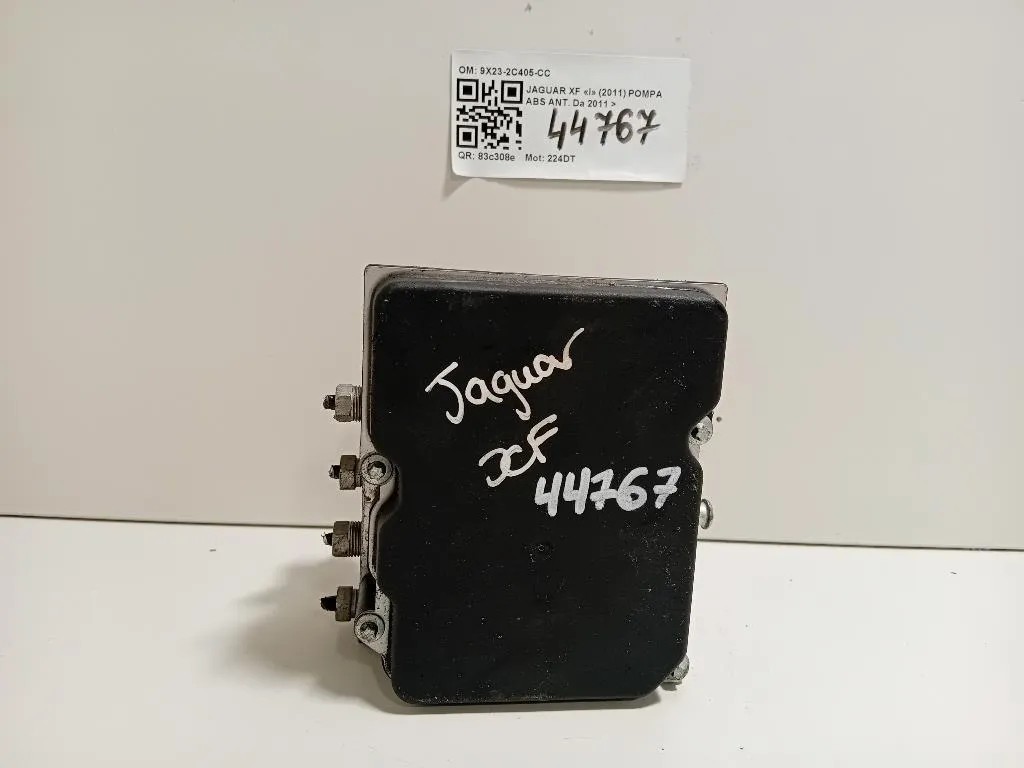 OM: 9X23-2C405-CC
JAGUAR XF «I» (2011) POMPA
ABS ANT. Da 2011 >
44767
QR: 83c308e Mot: 224DT
Jaguar
XF
44767